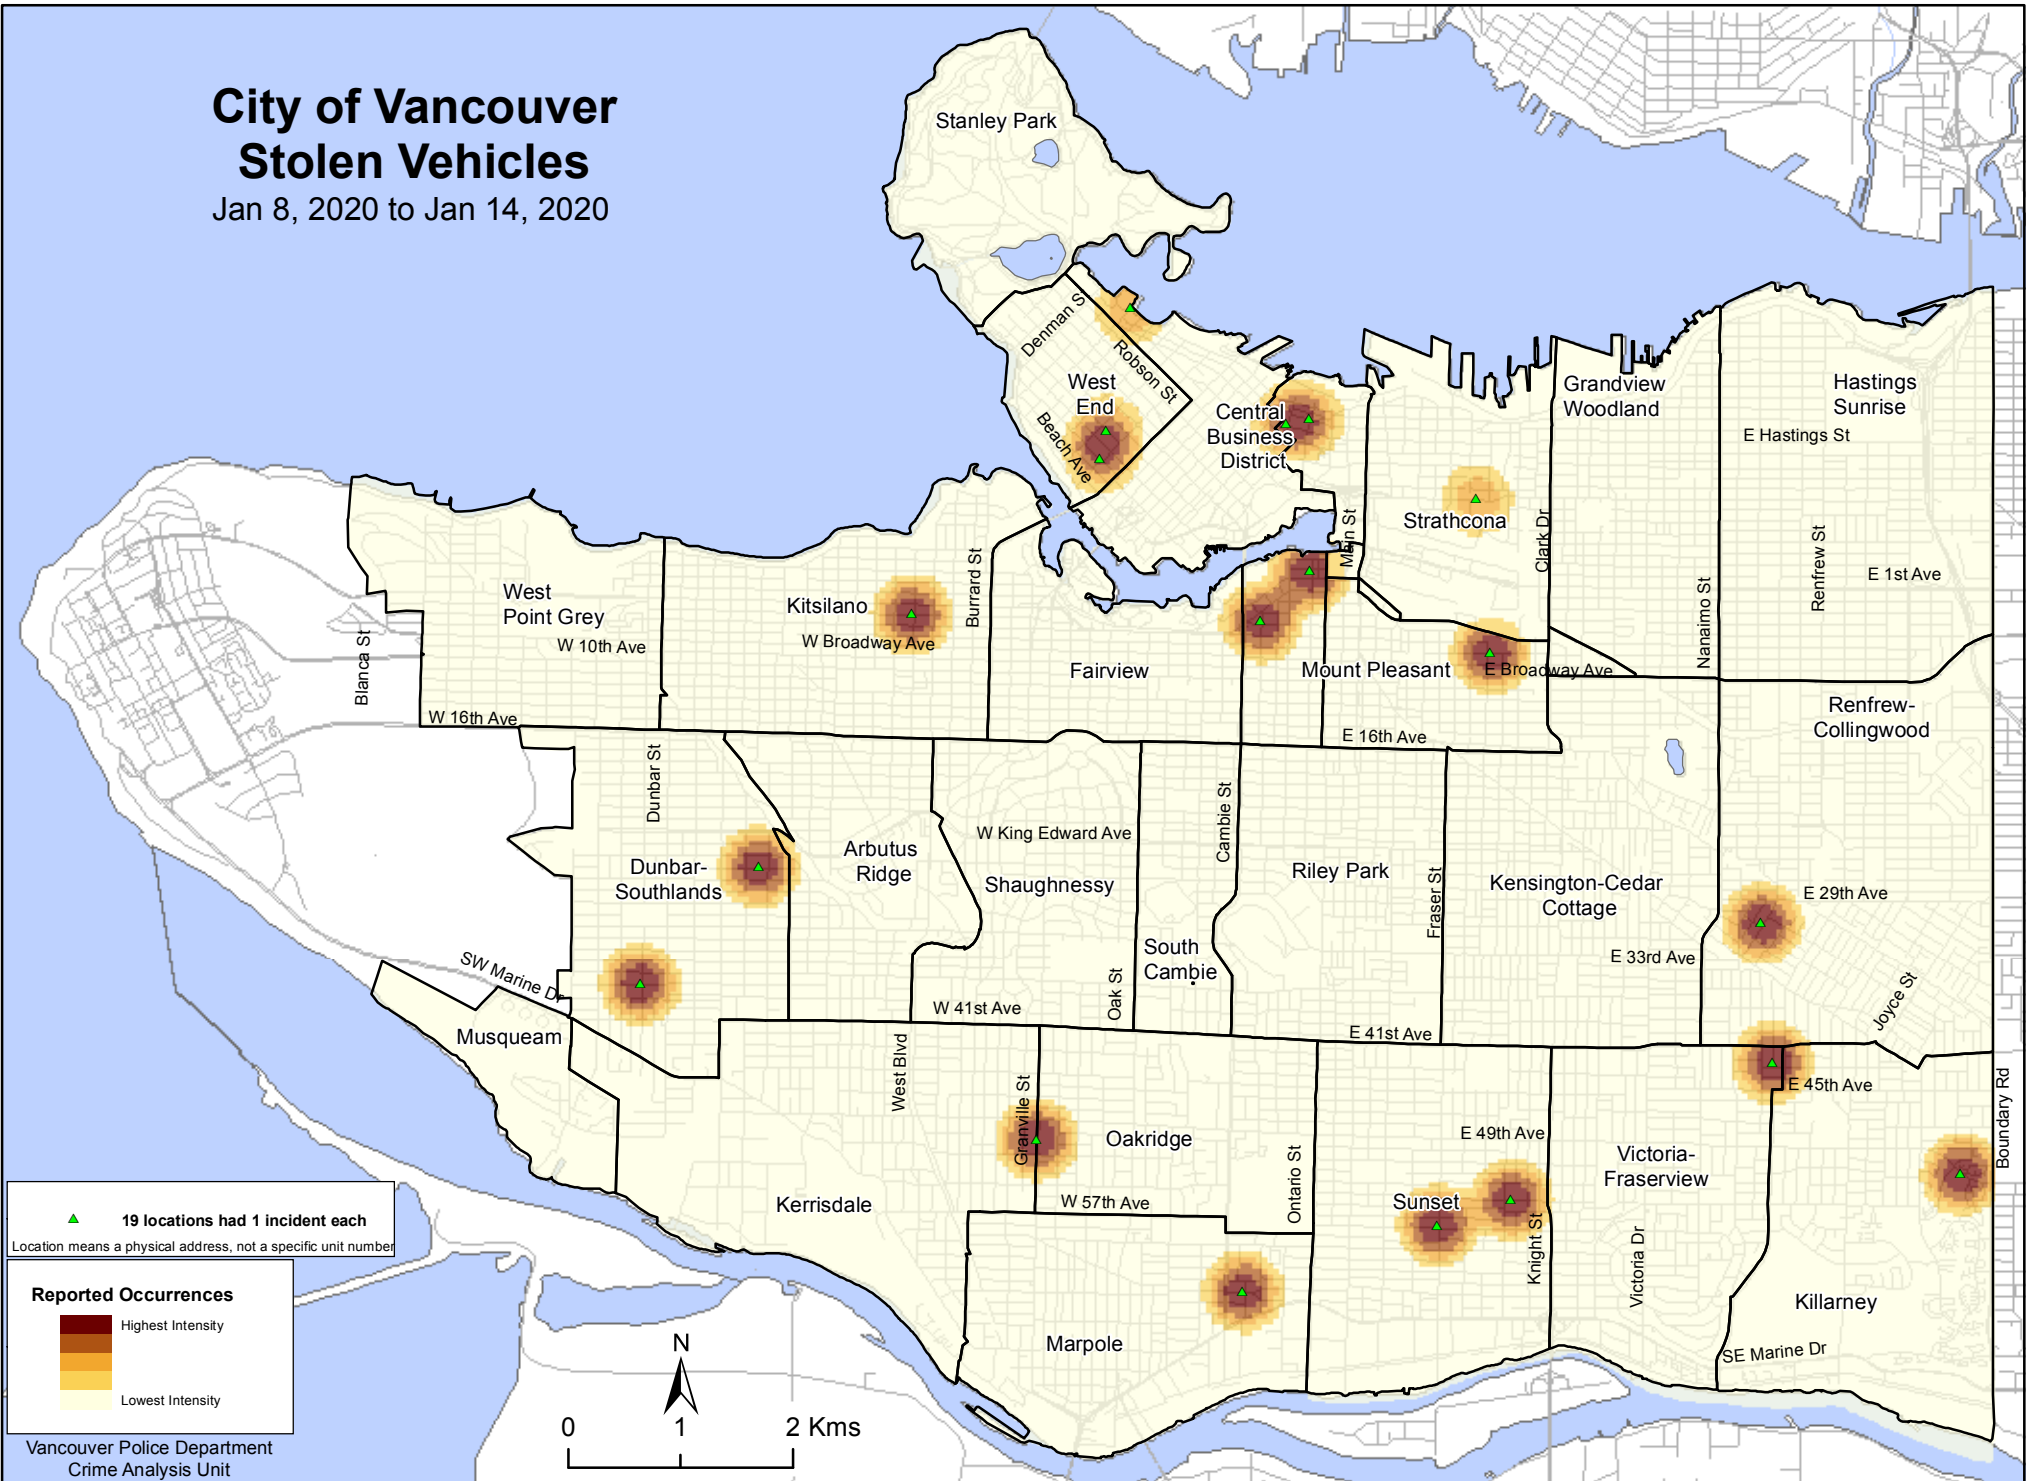 City of Vancouver
Stolen Vehicles
Jan 8, 2020 to Jan 14, 2020
Stanley Park
Denman S
Robson St
West
End
Beach Ave
Central
Business
District
Main St
Strathcona
Clark Dr
Grandview
Woodland
Hastings
Sunrise
E Hastings St
Nanaimo St
Renfrew St
E 1st Ave
West
Point Grey
W 10th Ave
Blanca St
W 16th Ave
Kitsilano
W Broadway Ave
Burrard St
Fairview
Mount Pleasant
E Broadway Ave
E 16th Ave
Renfrew-
Collingwood
Dunbar St
Dunbar-
Southlands
Arbutus
Ridge
W King Edward Ave
Shaughnessy
Cambie St
South
Cambie
Oak St
Riley Park
Fraser St
Kensington-Cedar
Cottage
E 29th Ave
E 33rd Ave
Joyce St
SW Marine Dr
Musqueam
W 41st Ave
E 41st Ave
West Blvd
Granville St
Oakridge
Ontario St
E 49th Ave
Victoria-
Fraserview
E 45th Ave
Boundary Rd
Kerrisdale
W 57th Ave
Sunset
Knight St
Victoria Dr
Killarney
Marpole
SE Marine Dr
19 locations had 1 incident each
Location means a physical address, not a specific unit number
Reported Occurrences
Highest Intensity
Lowest Intensity
Vancouver Police Department
Crime Analysis Unit
N
0 1 2 Kms